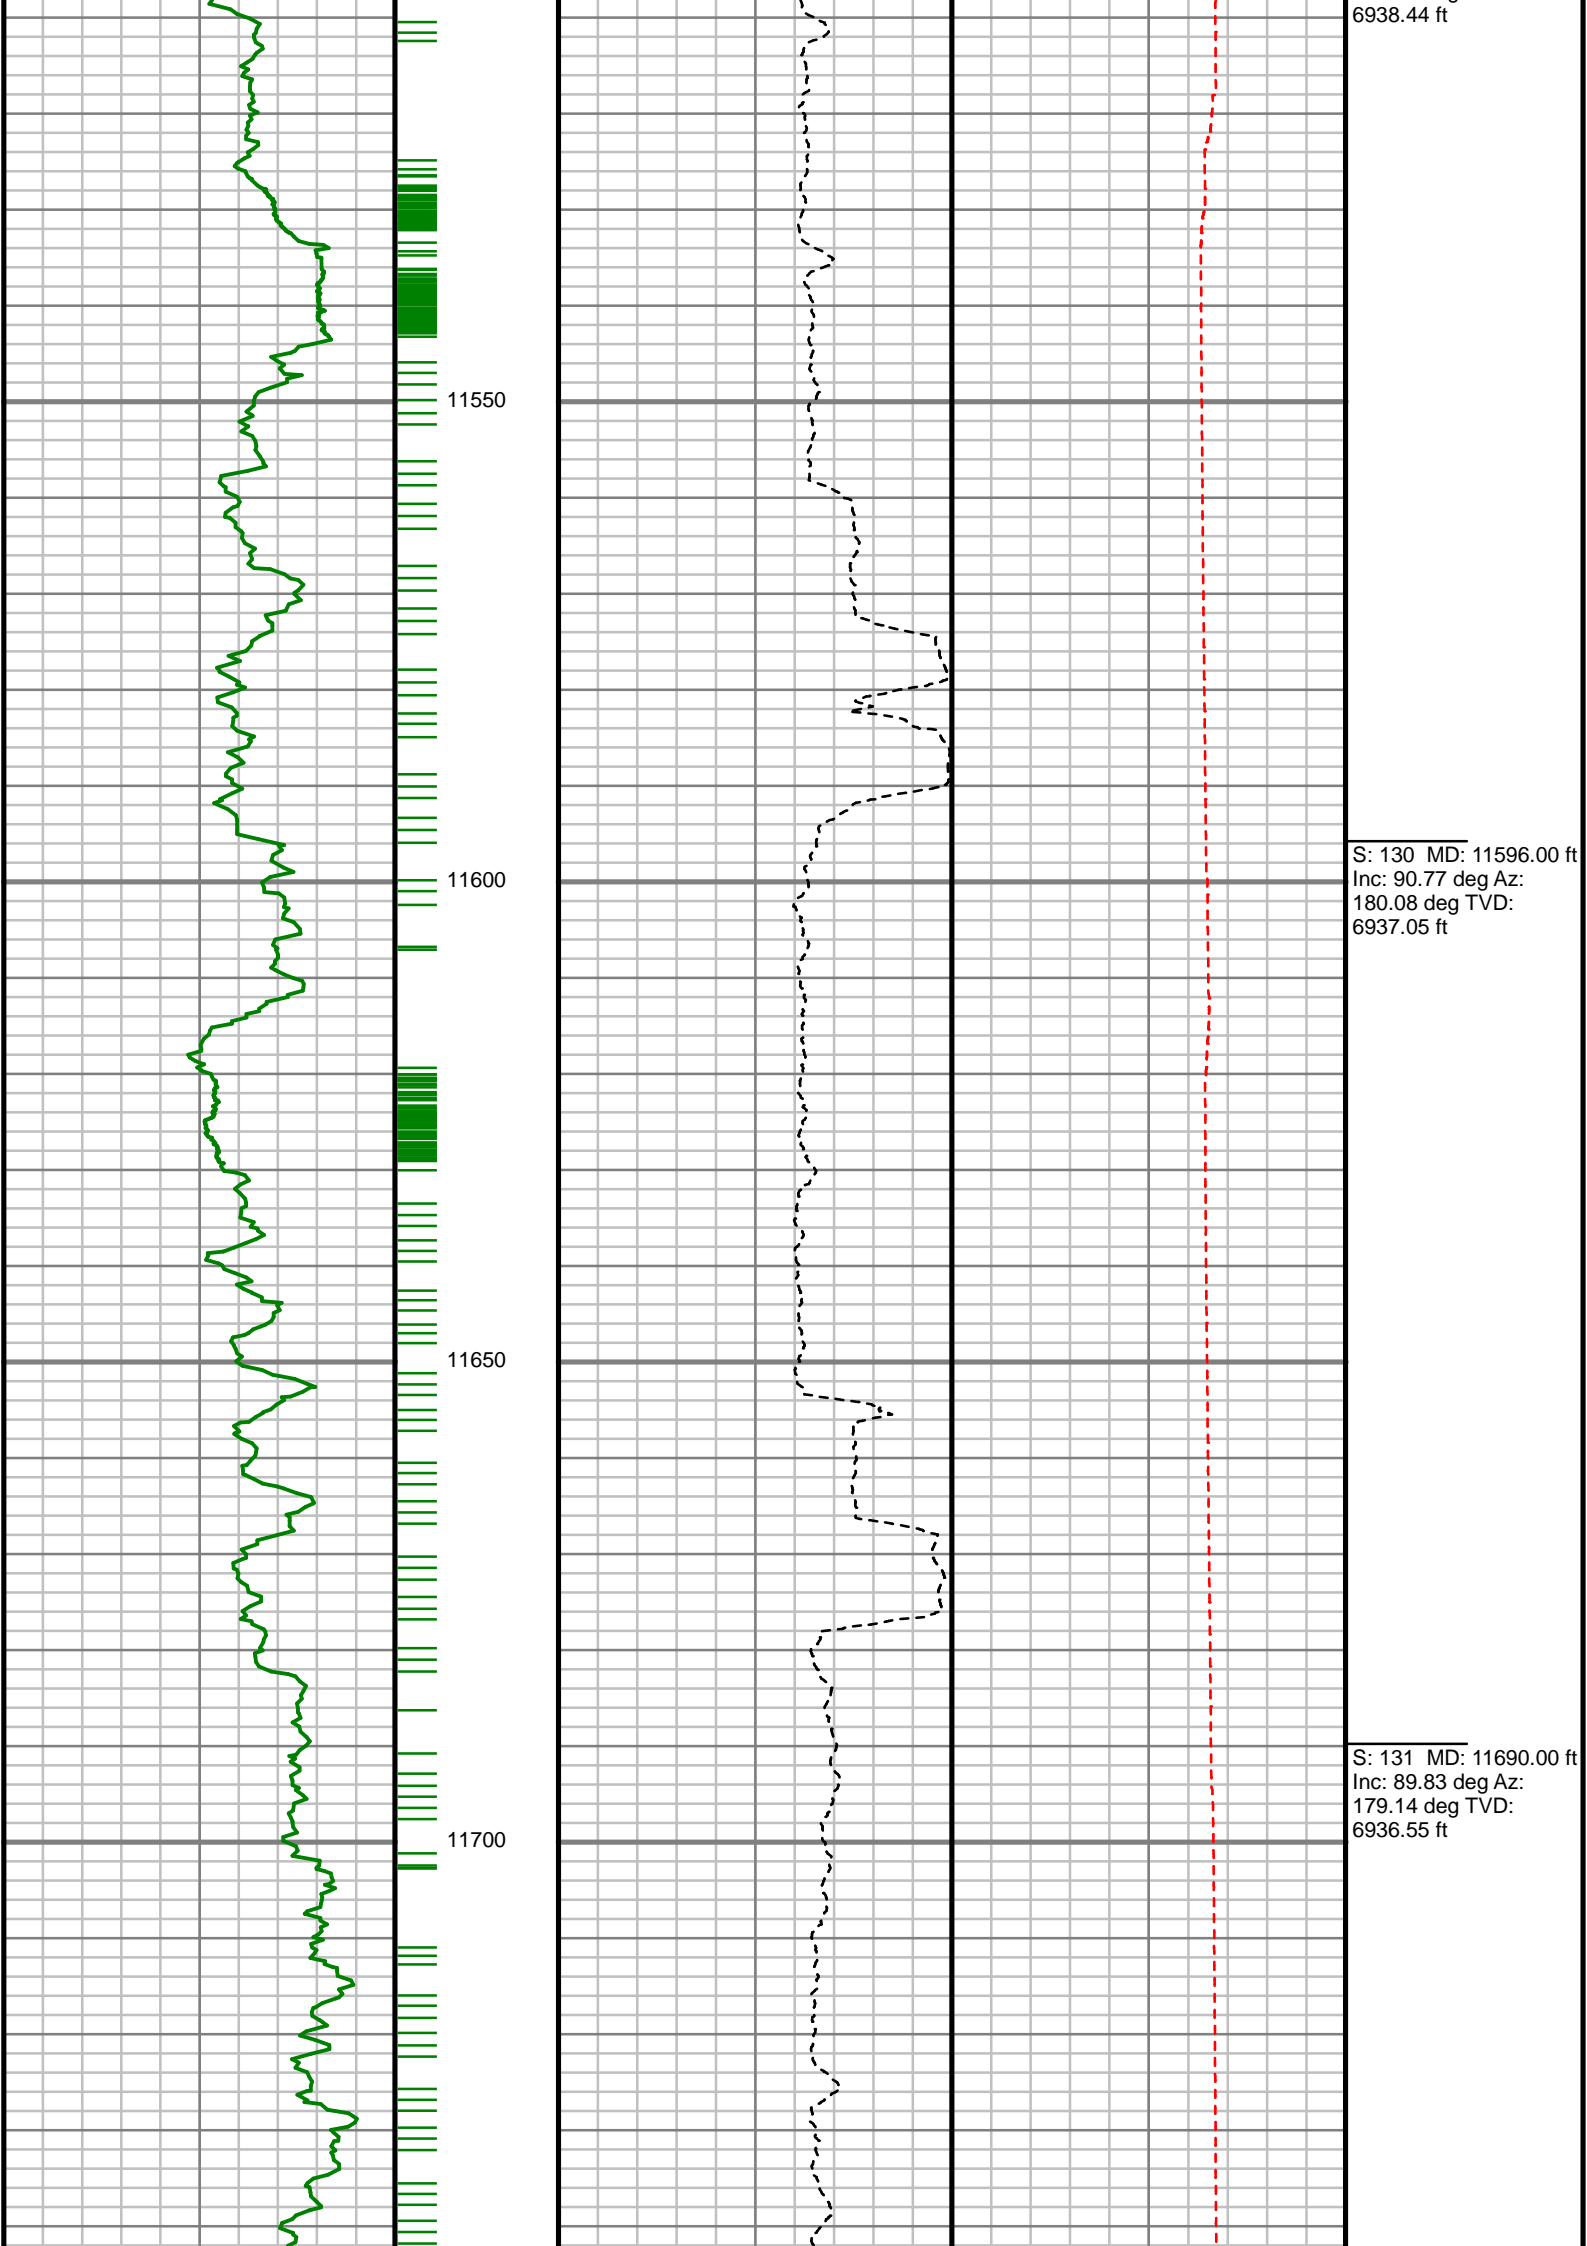 6938.44 ft
11550
S: 130 MD: 11596.00 ft
Inc: 90.77 deg Az:
180.08 deg TVD:
6937.05 ft
11600
11650
S: 131 MD: 11690.00 ft
Inc: 89.83 deg Az:
179.14 deg TVD:
6936.55 ft
11700